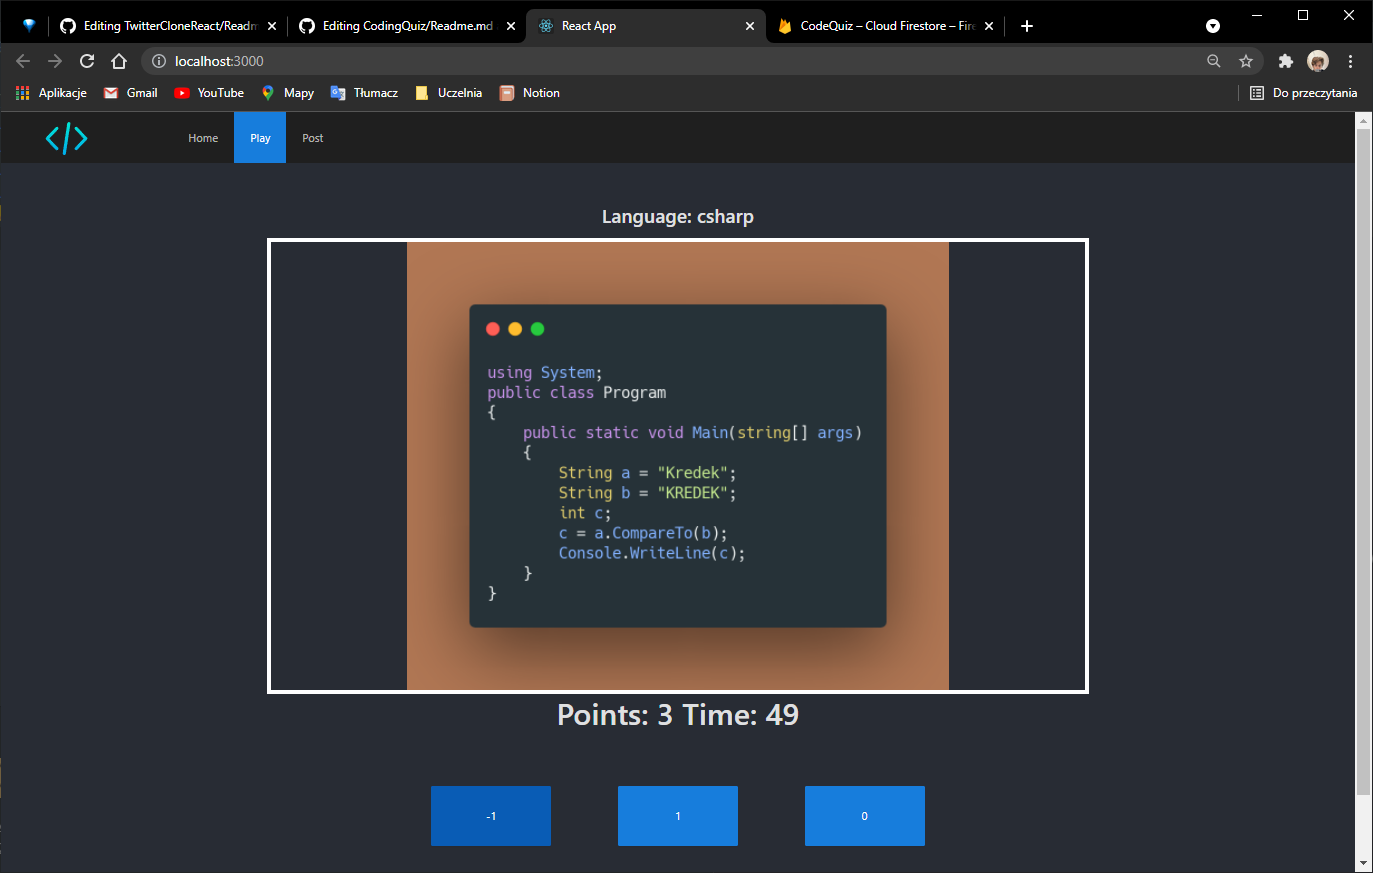 Editing TwitterCloneReact/Readm
Editing CodingQuiz/Readme.md
React App
CodeQuiz – Cloud Firestore – Fire
localhost:3000
Aplikacje
Gmail
YouTube
Mapy
Tłumacz
Uczelnia
Notion
Do przeczytania
</>
Home
Play
Post
Language: csharp
using System;
public class Program
{
public static void Main(string[] args)
{
String a = "Kredek";
String b = "KREDEK";
int c;
c = a.CompareTo(b);
Console.WriteLine(c);
}
}
Points: 3 Time: 49
-1
1
0